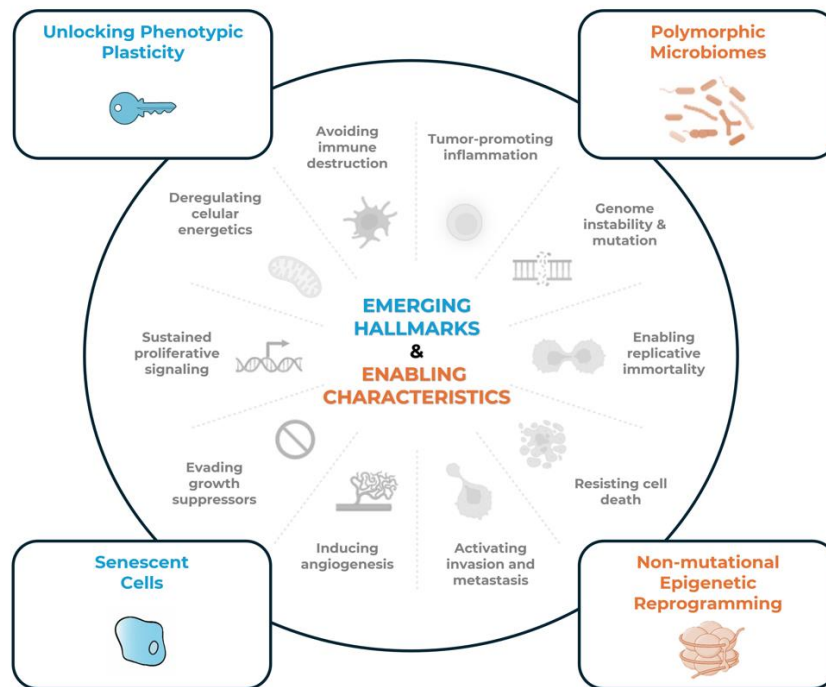 Unlocking Phenotypic
Plasticity
Polymorphic
Microbiomes
Avoiding
immune
destruction
Tumor-promoting
inflammation
Deregulating
celular
energetics
Genome
instability &
mutation
EMERGING
HALLMARKS
&
ENABLING
CHARACTERISTICS
Sustained
proliferative
signaling
Enabling
replicative
immortality
Evading
growth
suppressors
Resisting cell
death
Inducing
angiogenesis
Activating
invasion and
metastasis
Senescent
Cells
Non-mutational
Epigenetic
Reprogramming